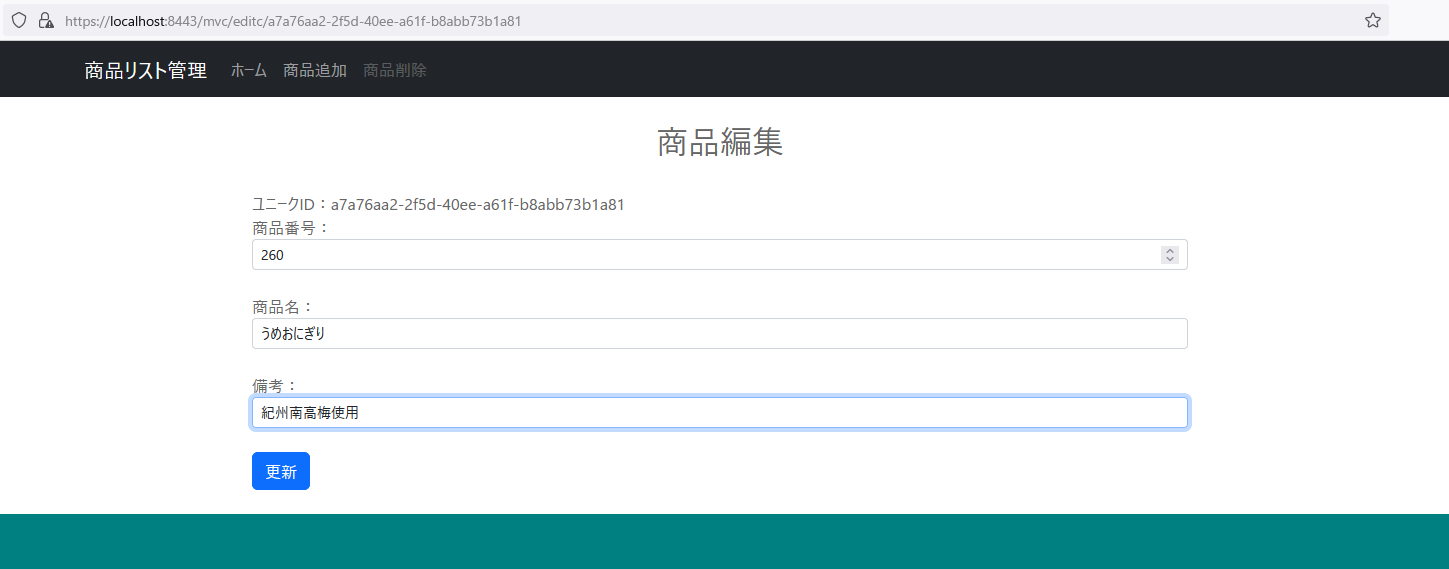 https://localhost:8443/mvc/editc/a7a76aa2-2f5d-40ee-a61f-b8abb73b1a81
商品リスト管理 ホーム 商品追加 商品削除
商品編集
ユニークID：a7a76aa2-2f5d-40ee-a61f-b8abb73b1a81
商品番号：
260
商品名：
うめおにぎり
備考：
紀州南高梅使用
更新